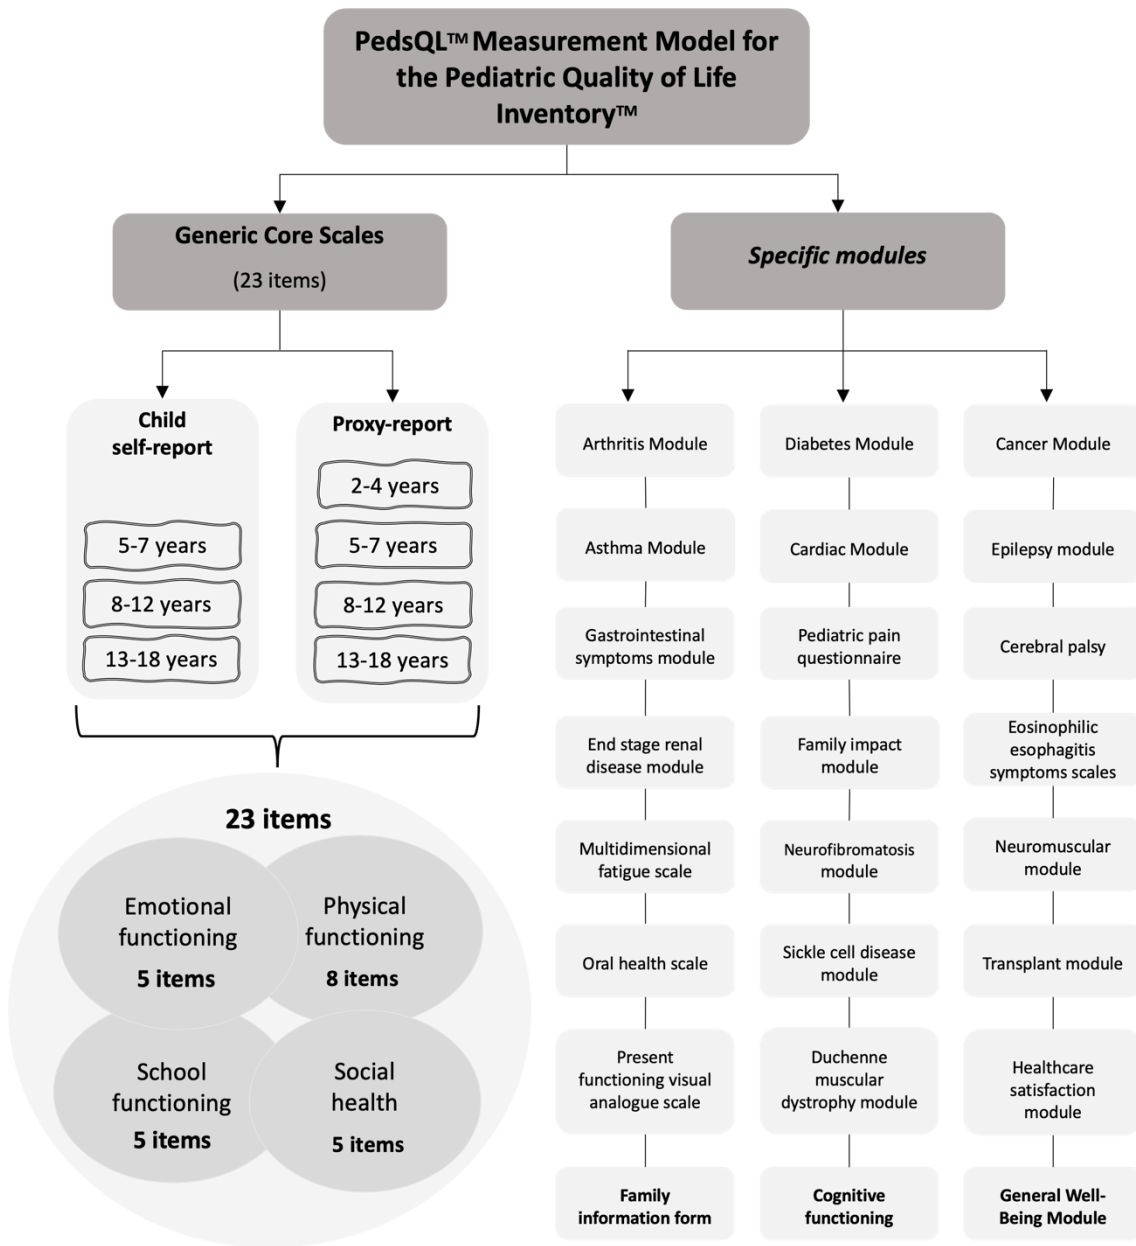 PedsQL™ Measurement Model for
the Pediatric Quality of Life
Inventory™
Generic Core Scales
(23 items)
Specific modules
Child
self-report
5-7 years
8-12 years
13-18 years
Proxy-report
2-4 years
5-7 years
8-12 years
13-18 years
23 items
Emotional
functioning
5 items
Physical
functioning
8 items
School
functioning
5 items
Social
health
5 items
Arthritis Module
Asthma Module
Gastrointestinal
symptoms module
End stage renal
disease module
Multidimensional
fatigue scale
Oral health scale
Present
functioning visual
analogue scale
Family
information form
Diabetes Module
Cardiac Module
Pediatric pain
questionnaire
Family impact
module
Neurofibromatosis
module
Sickle cell disease
module
Duchenne
muscular
dystrophy module
Cognitive
functioning
Cancer Module
Epilepsy module
Cerebral palsy
Eosinophilic
esophagitis
symptoms scales
Neuromuscular
module
Transplant module
Healthcare
satisfaction
module
General Well-
Being Module